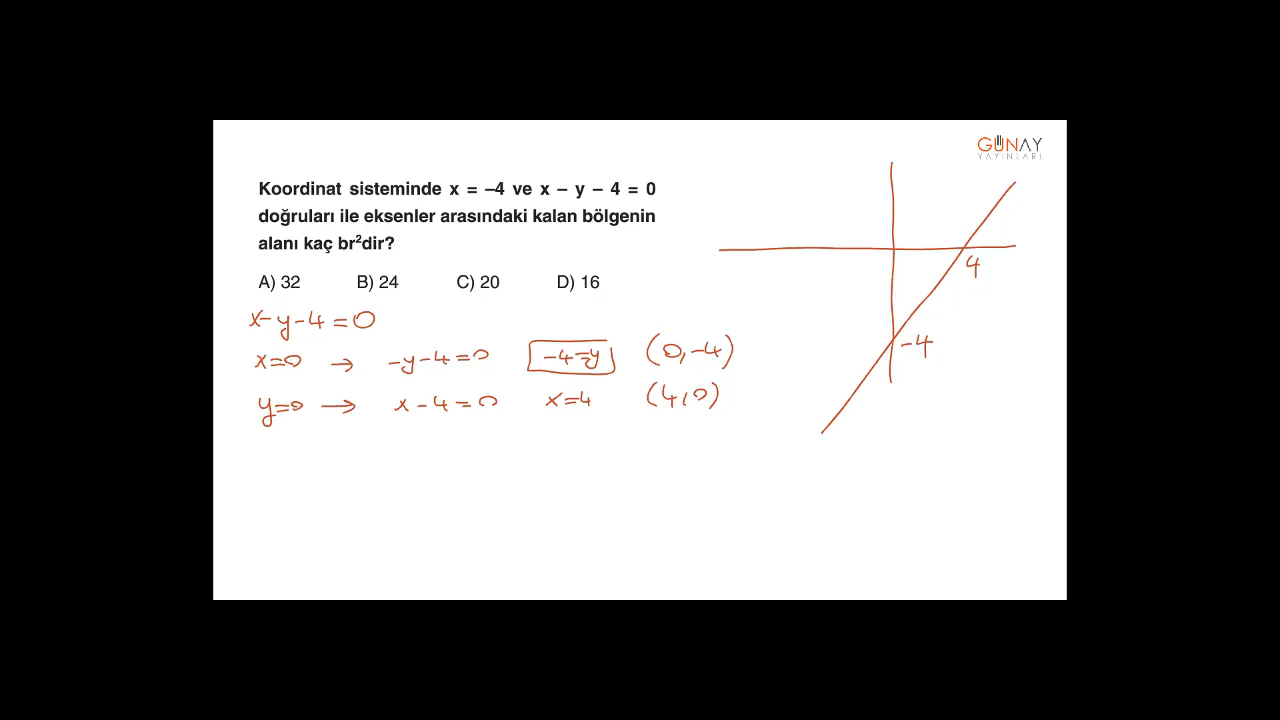 GÜNAY
YAYINLARI
Koordinat sisteminde x = –4 ve x – y – 4 = 0
doğruları ile eksenler arasındaki kalan bölgenin
alanı kaç br²dir?
A) 32 B) 24 C) 20 D) 16
x-y-4=0
x=0 → -y-4=0 -4=y (0,-4)
y=0 → x-4=0 x=4 (4,0)
4
-4